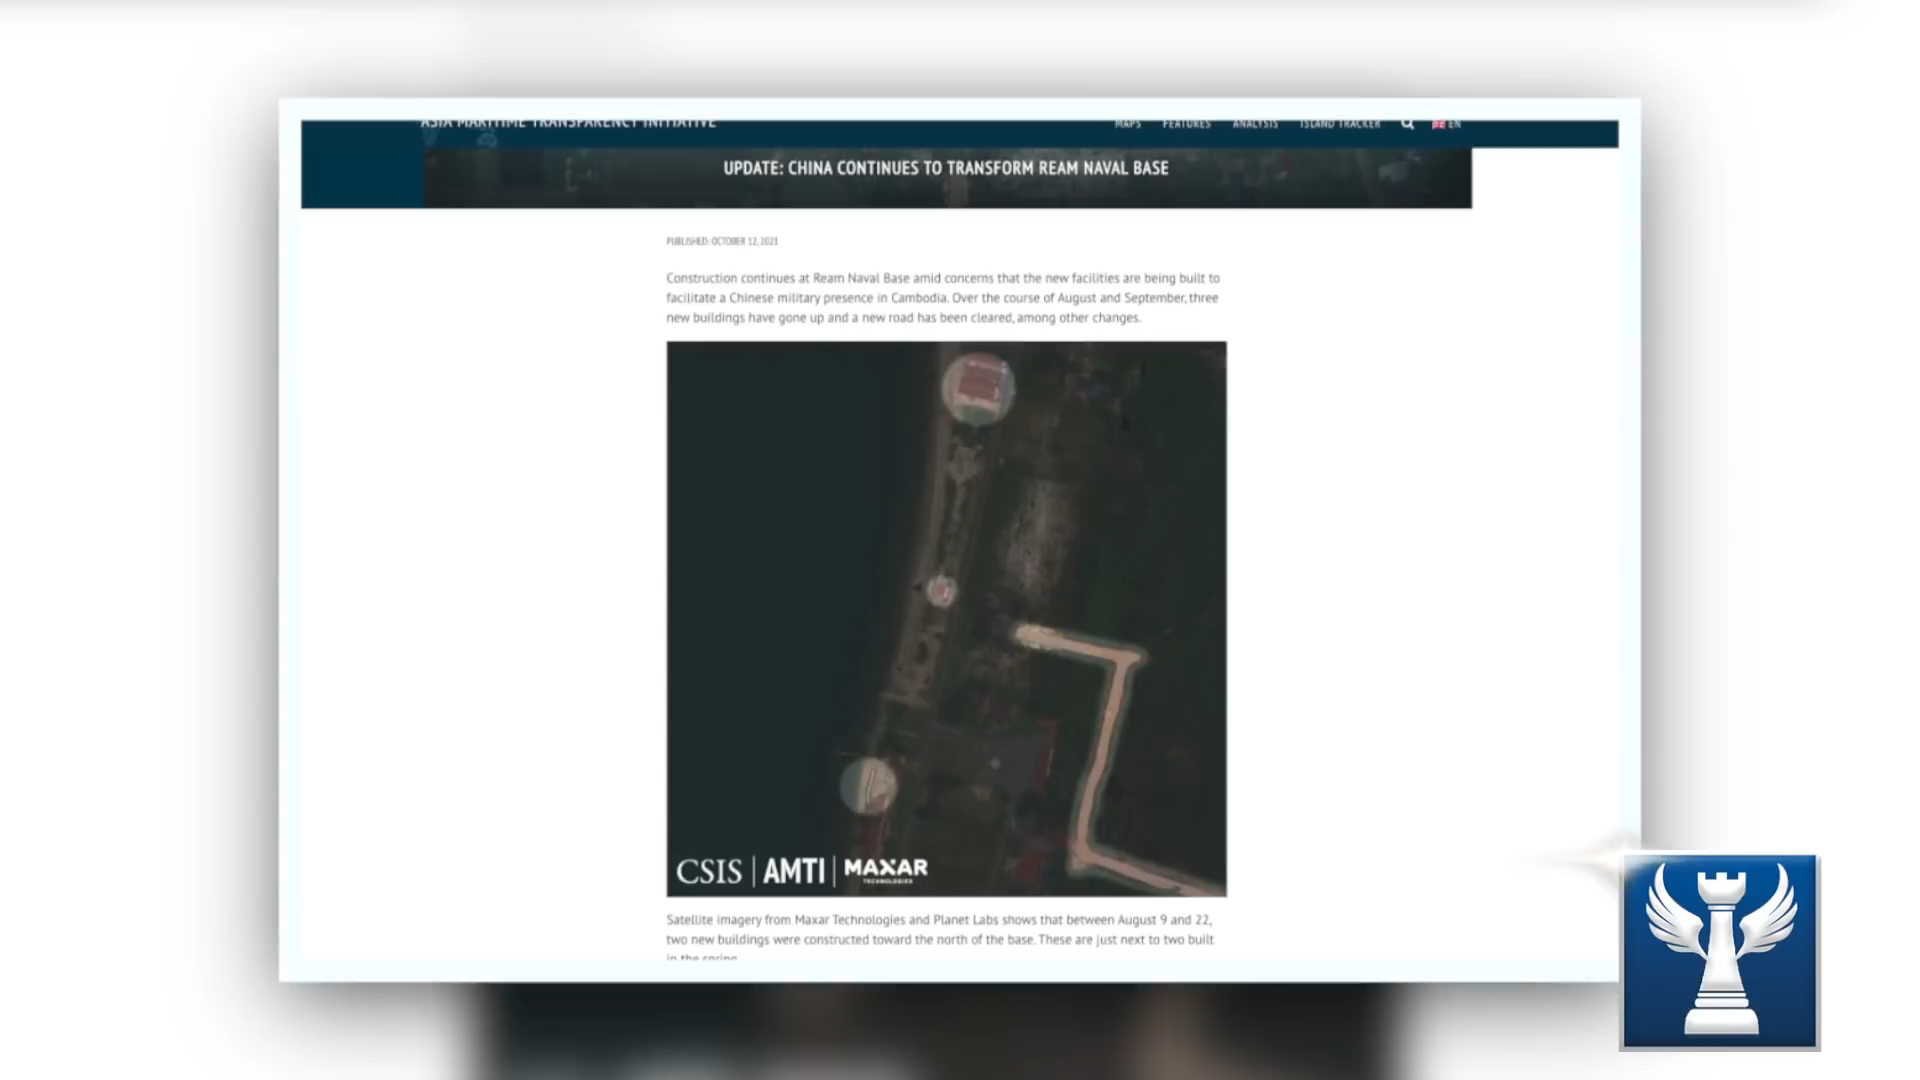 ASIA MARITIME TRANSPARENCY INITIATIVE
MAPS FEATURES ANALYSIS ISLAND TRACKER EN
UPDATE: CHINA CONTINUES TO TRANSFORM REAM NAVAL BASE
PUBLISHED: OCTOBER 12, 2021
Construction continues at Ream Naval Base amid concerns that the new facilities are being built to
facilitate a Chinese military presence in Cambodia. Over the course of August and September, three
new buildings have gone up and a new road has been cleared, among other changes.
CSIS | AMTI | MAXAR
TECHNOLOGIES
Satellite imagery from Maxar Technologies and Planet Labs shows that between August 9 and 22,
two new buildings were constructed toward the north of the base. These are just next to two built
in the spring